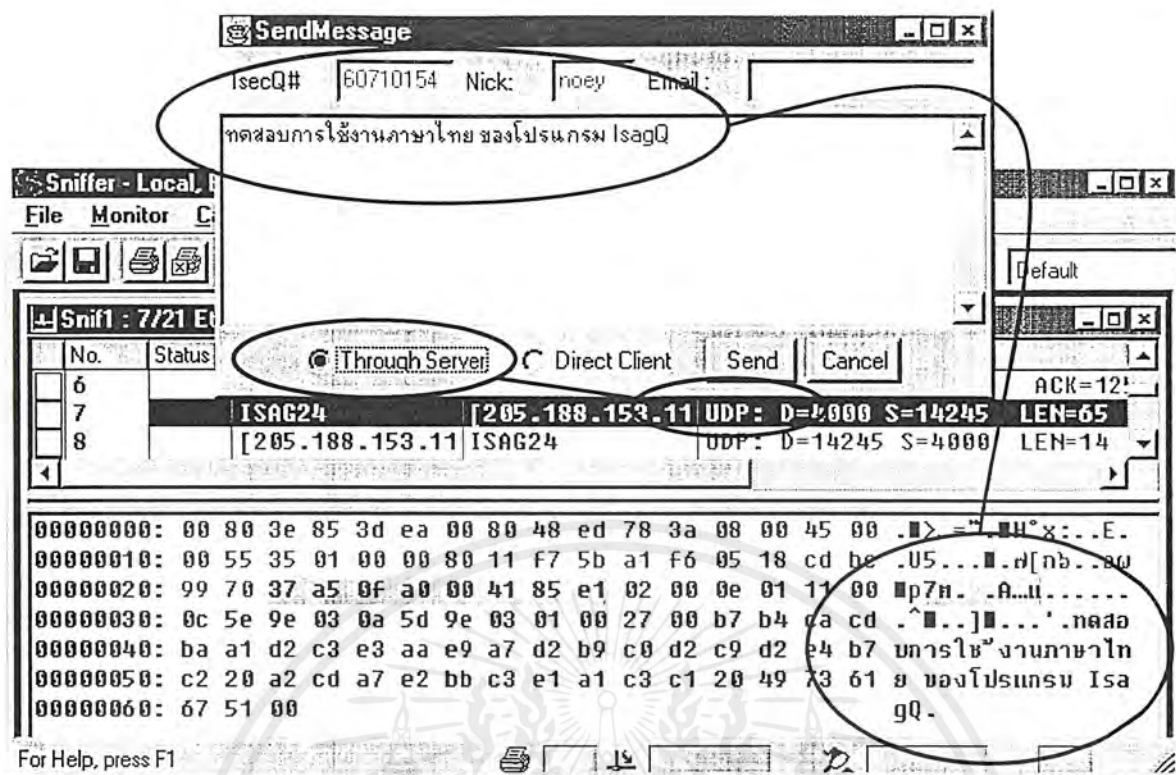 SendMessage
IsecQ# 60710154 Nick: noey Email :
ทดสอบการใช้งานภาษาไทย ของโปรแกรม IsagQ
Sniffer - Local,
File Monitor
Default
Snif1 : 7/21
Through Server Direct Client Send Cancel
No. Status
6 ACK=12
7 ISAG24 [205.188.153.11 UDP: D=4000 S=14245 LEN=65
8 [205.188.153.11 ISAG24 UDP: D=14245 S=4000 LEN=14
00000000: 00 80 3e 85 3d ea 00 80 48 ed 78 3a 08 00 45 00
00000010: 00 55 35 01 00 00 80 11 f7 5b a1 f6 05 18 cd bc
00000020: 99 70 37 a5 0f a0 00 41 85 e1 02 00 0e 01 11 00
00000030: 0c 5e 9e 03 0a 5d 9e 03 01 00 27 00 b7 b4 ca cd
00000040: ba a1 d2 c3 e3 aa e9 a7 d2 b9 c0 d2 c9 d2 e4 b7 บการใช้งานภาษาไท
00000050: c2 20 a2 cd a7 e2 bb c3 e1 a1 c3 c1 20 49 73 61 ย ของโปรแกรม Isa
00000060: 67 51 00 gQ.
For Help, press F1